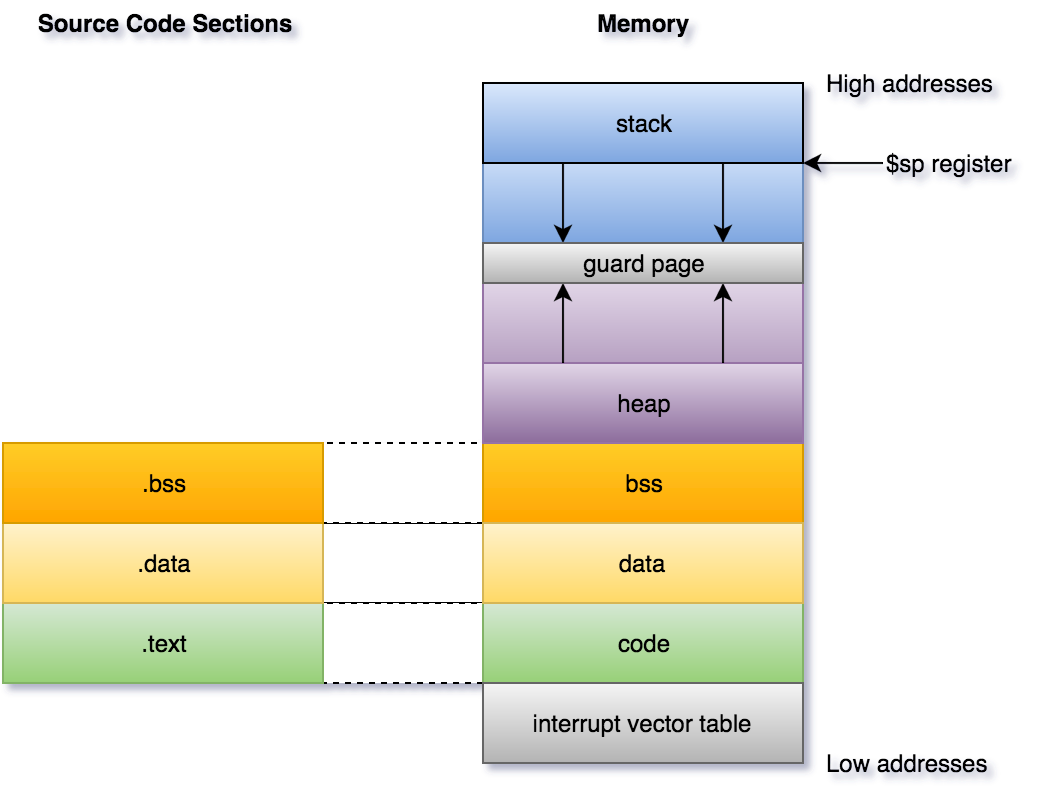 Source Code Sections
Memory
High addresses
stack
$sp register
guard page
heap
.bss
bss
.data
data
.text
code
interrupt vector table
Low addresses